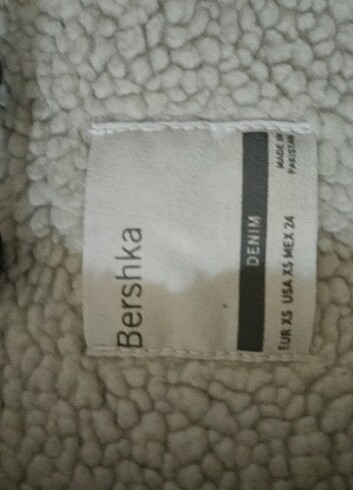 Bershka
DENIM
EUR XS USA XS MEX 24
MADE IN
PAKISTAN